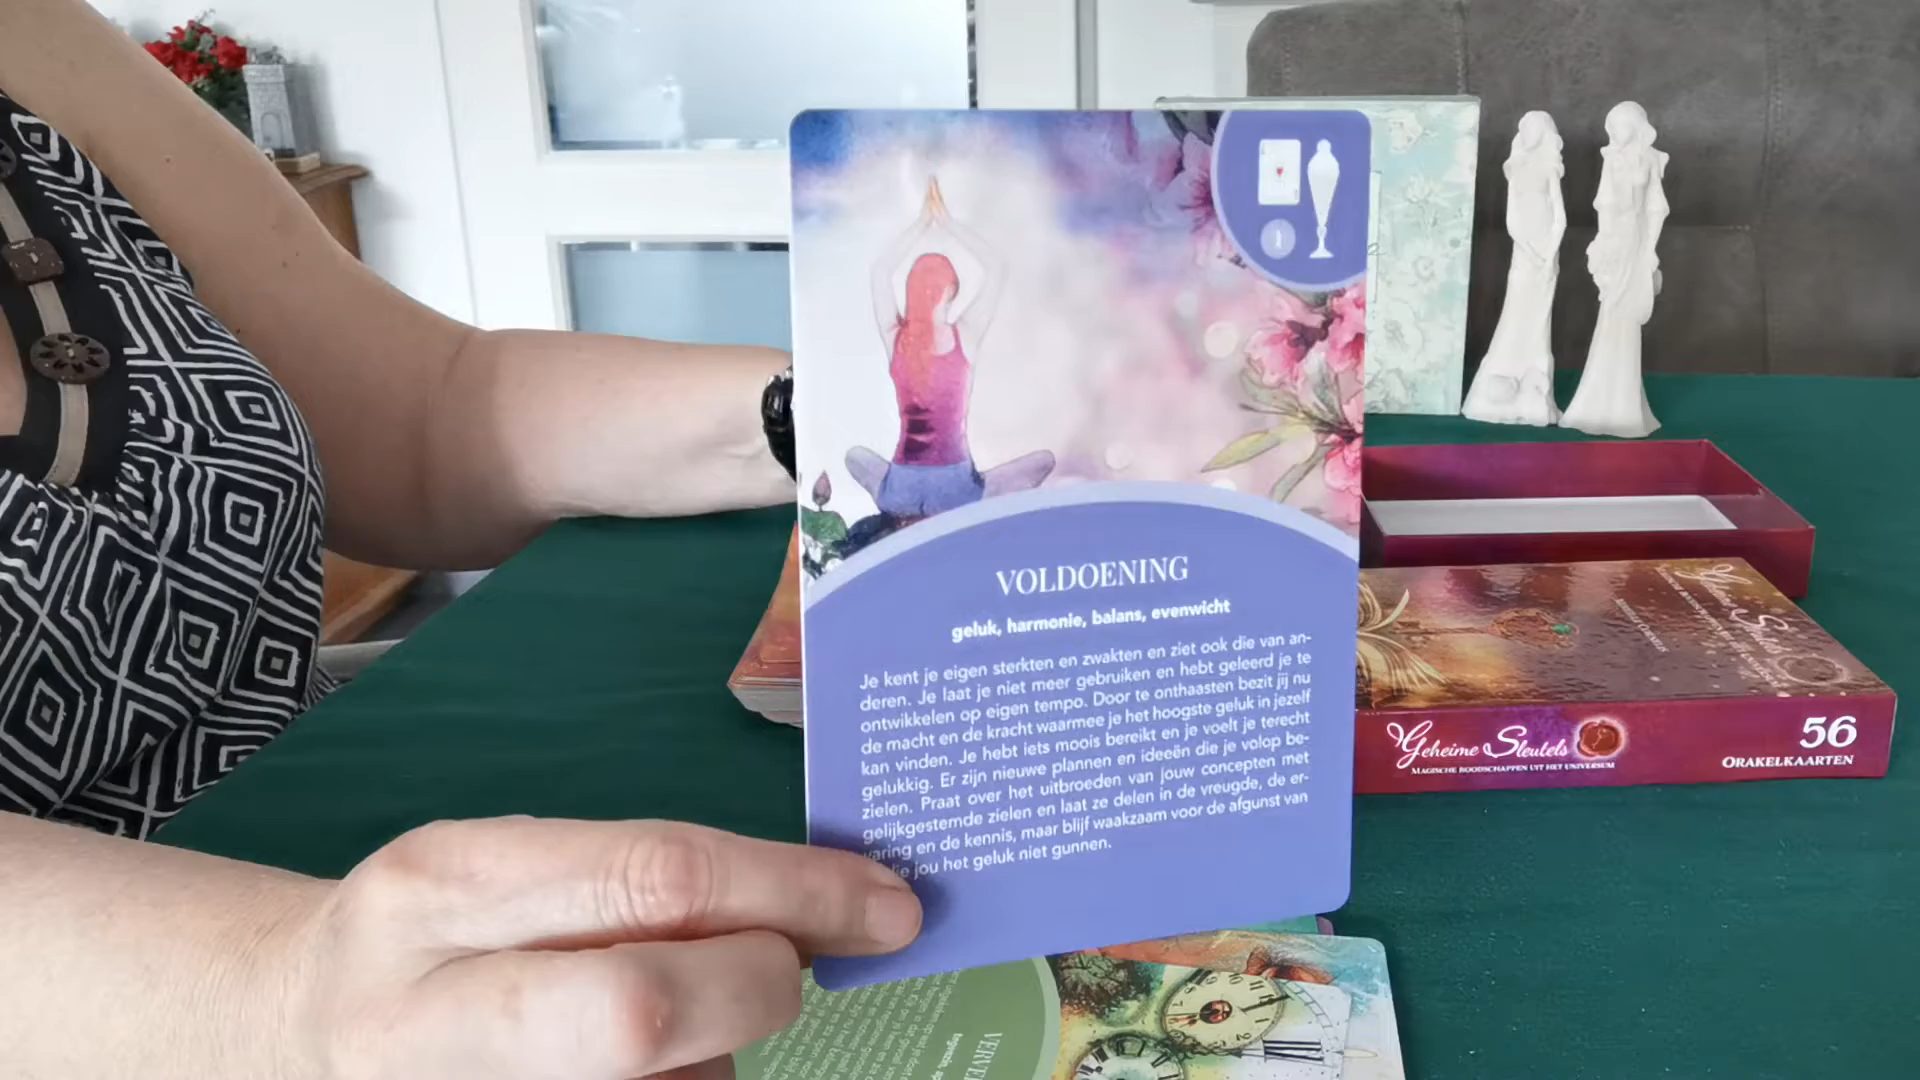 1
VOLDOENING
geluk, harmonie, balans, evenwicht
Je kent je eigen sterkten en zwakten en ziet ook die van an-
deren. Je laat je niet meer gebruiken en hebt geleerd je te
ontwikkelen op eigen tempo. Door te onthaasten bezit jij nu
de macht en de kracht waarmee je het hoogste geluk in jezelf
kan vinden. Je hebt iets moois bereikt en je voelt je terecht
gelukkig. Er zijn nieuwe plannen en ideeën die je volop be-
zielen. Praat over het uitbroeden van jouw concepten met
gelijkgestemde zielen en laat ze delen in de vreugde, de er-
varing en de kennis, maar blijf waakzaam voor de afgunst van
jou het geluk niet gunnen.
Geheime Sleutels
Geheime Sleutels
MAGISCHE BOODSCHAPPEN UIT HET UNIVERSUM
56
ORAKELKAARTEN